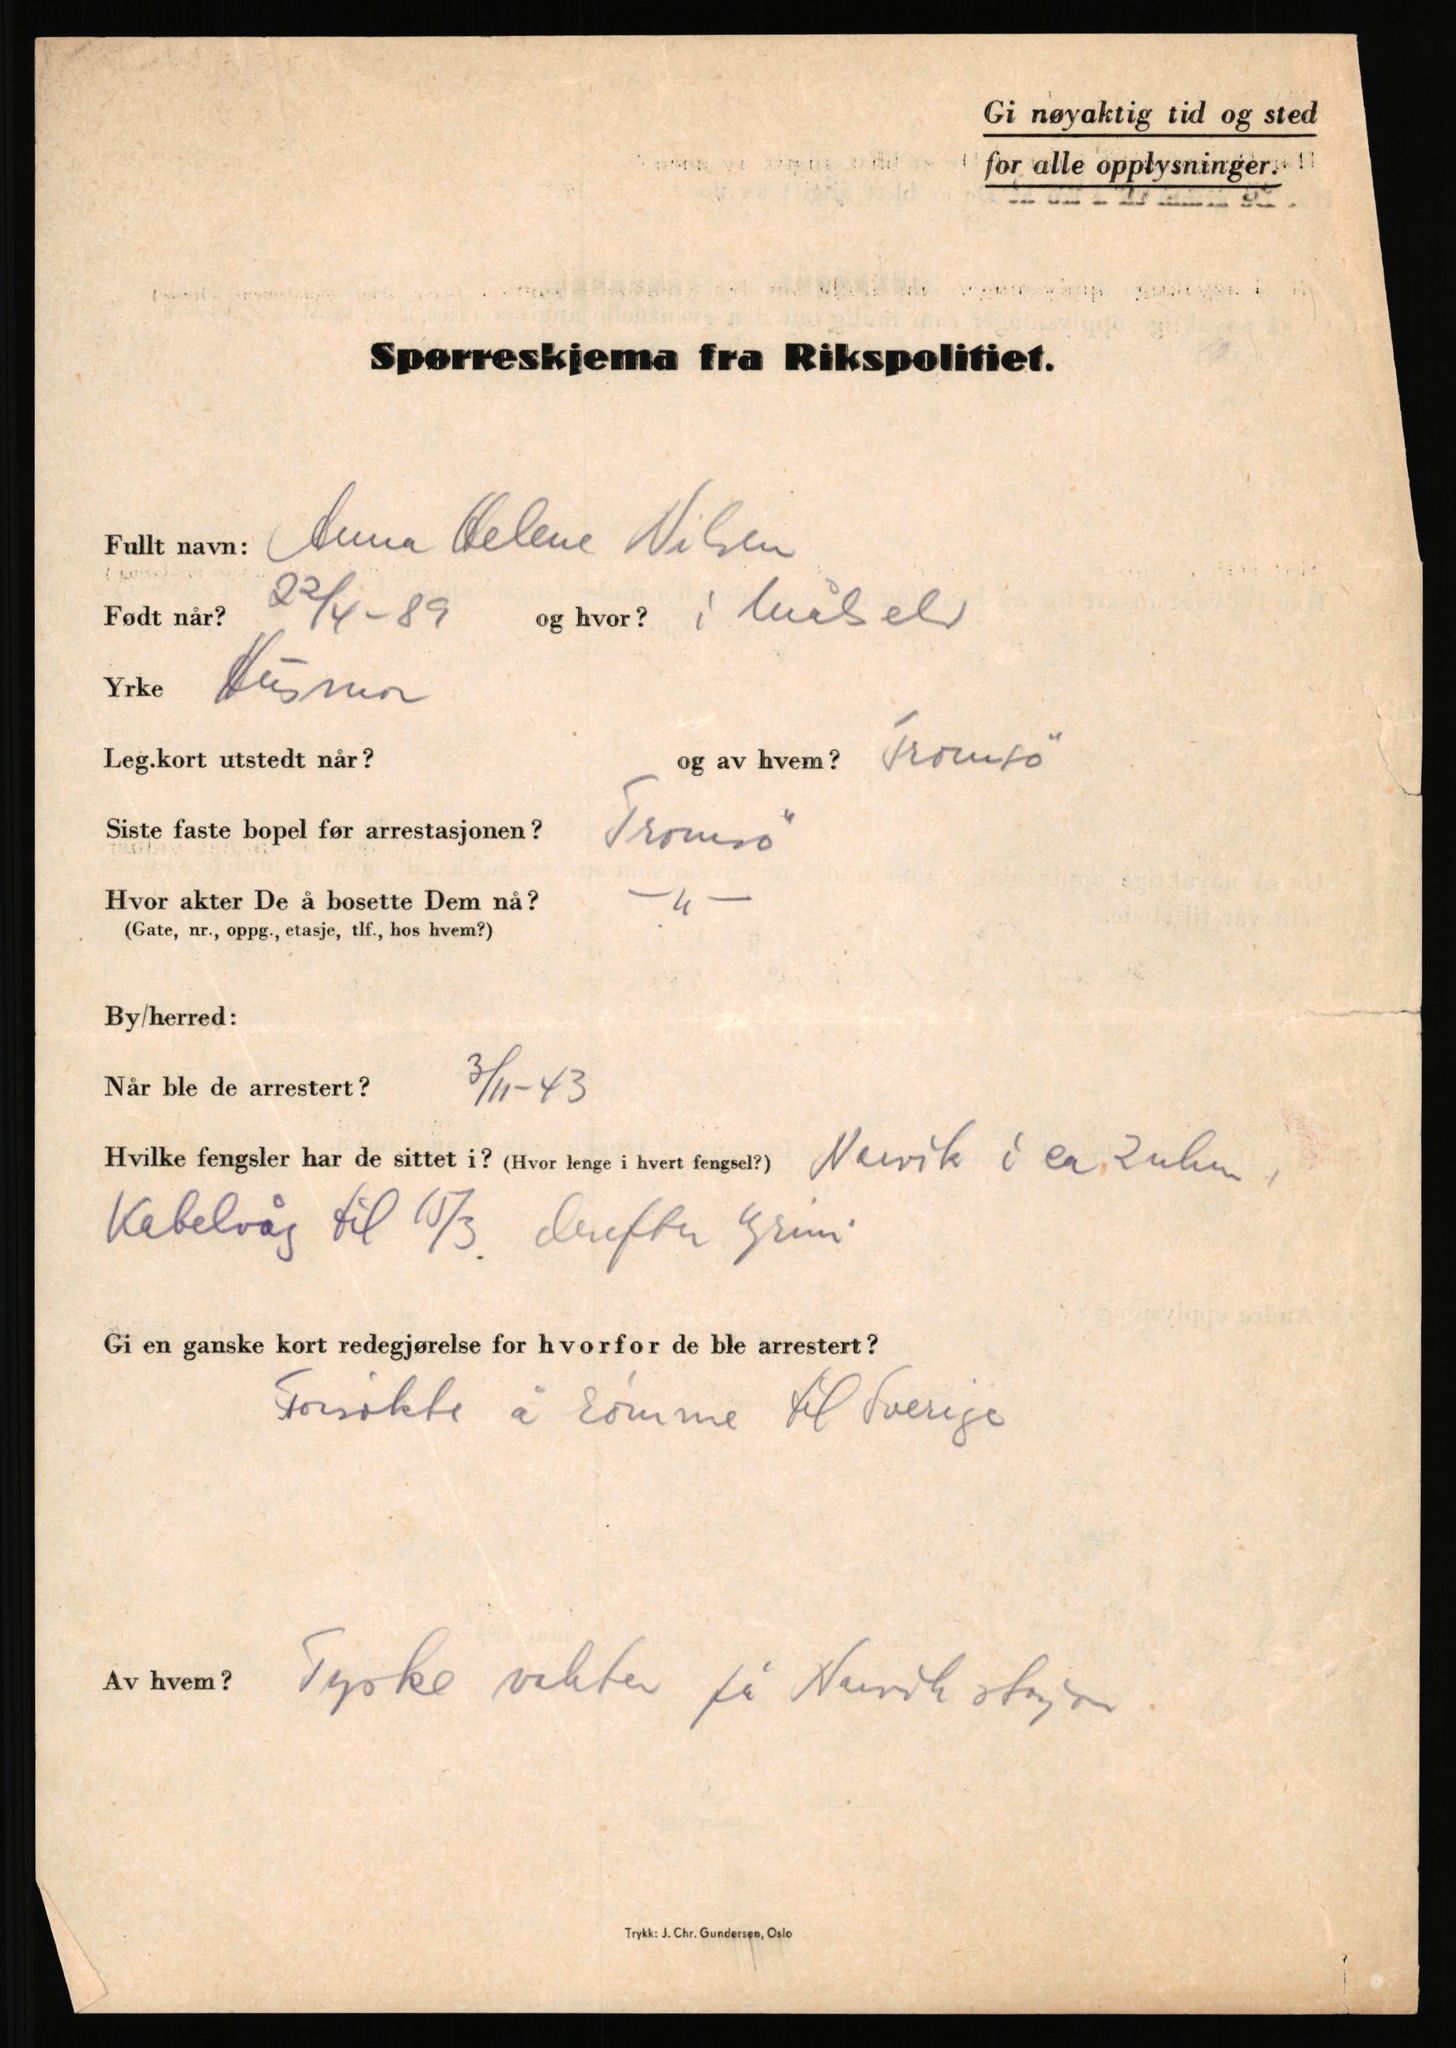 Gi nøyaktig tid og sted
for alle opplysninger.
Spørreskjema fra Rikspolitiet.
Fullt navn: Anna Helene Nilsen
Født når? 22/4-89 og hvor? i Målselv
Yrke Husmor
Leg.kort utstedt når? og av hvem? Tromsö
Siste faste bopel før arrestasjonen? Tromsö
Hvor akter De å bosette Dem nå? — " —
(Gate, nr., oppg., etasje, tlf., hos hvem?)
By/herred:
Når ble de arrestert? 3/11-43
Hvilke fengsler har de sittet i? (Hvor lenge i hvert fengsel?) Narvik i ca. 2
Kabelvåg til 15/3. derefter Grini
Gi en ganske kort redegjørelse for hvorfor de ble arrestert?
Forsökte å römme til Sverige
Av hvem? Tyske vakter på Narvik
Trykk: J. Chr. Gundersen, Oslo